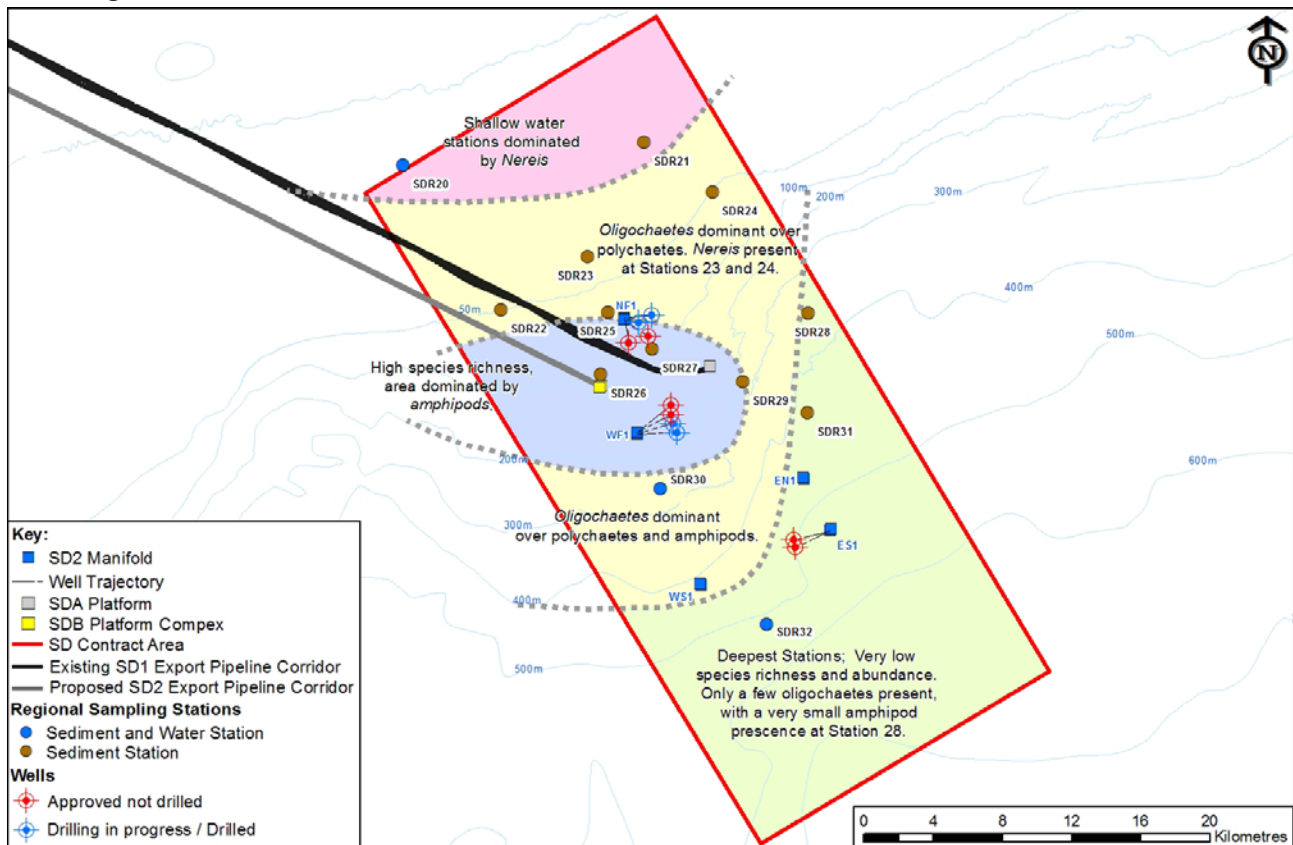 N
Shallow water
stations dominated
by Nereis
SDR20
SDR21
SDR24
100m
200m
300m
Oligochaetes dominant over
polychaetes. Nereis present
at Stations 23 and 24.
SDR23
400m
50m
NF1
SDR22
SDR25
SDR28
500m
High species richness,
area dominated by
amphipods.
SDR27
SDR26
SDR29
SDR31
WF1
200m
600m
SDR30
EN1
Oligochaetes dominant
over polychaetes and amphipods.
300m
ES1
WS1
400m
SDR32
500m
Deepest Stations; Very low
species richness and abundance.
Only a few oligochaetes present,
with a very small amphipod
prescence at Station 28.
Key:
SD2 Manifold
Well Trajectory
SDA Platform
SDB Platform Compex
SD Contract Area
Existing SD1 Export Pipeline Corridor
Proposed SD2 Export Pipeline Corridor
Regional Sampling Stations
Sediment and Water Station
Sediment Station
Wells
Approved not drilled
Drilling in progress / Drilled
0 4 8 12 16 20
Kilometres